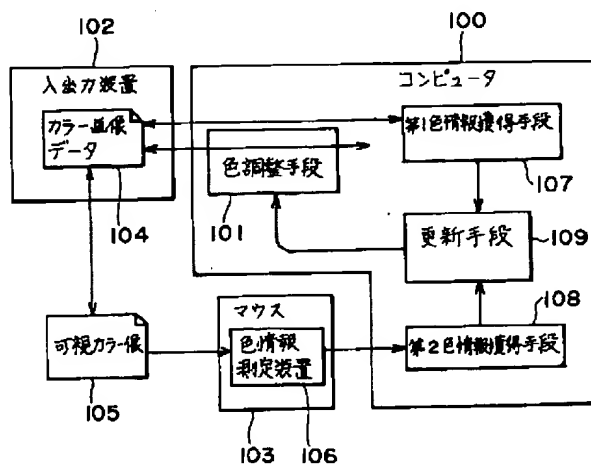 102
100
入出力装置
コンピュータ
カラー画像
データ
104
第1色情報獲得手段
107
色調整手段
101
更新手段
109
108
マウス
可視カラー像
105
色情報
測定装置
第2色情報獲得手段
103
106